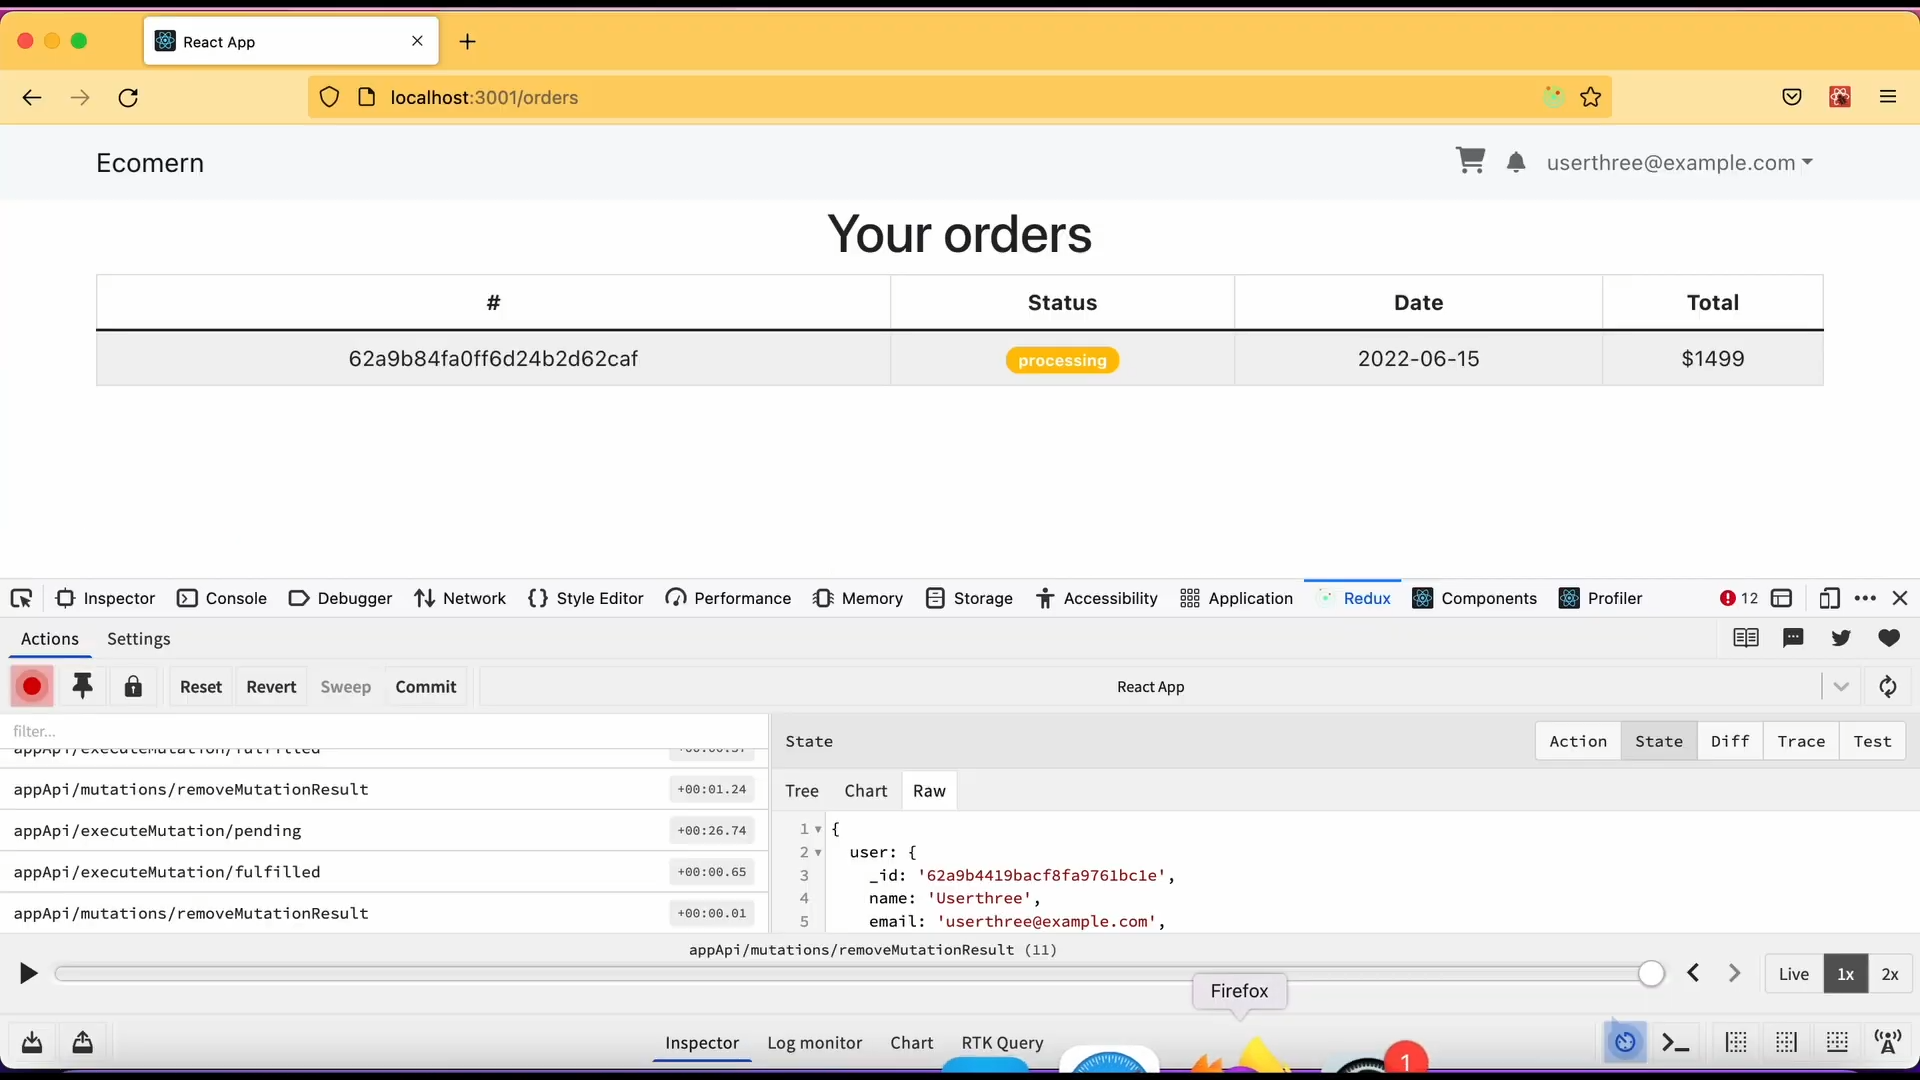 React App
localhost:3001/orders
Ecomern
userthree@example.com
Your orders
# Status Date Total
62a9b84fa0ff6d24b2d62caf processing 2022-06-15 $1499
Inspector Console Debugger Network Style Editor Performance Memory Storage Accessibility Application Redux Components Profiler 12
Actions Settings
Reset Revert Sweep Commit React App
filter...
State Action State Diff Trace Test
appApi/executeMutation/fulfilled
appApi/mutations/removeMutationResult +00:01.24
appApi/executeMutation/pending +00:26.74
appApi/executeMutation/fulfilled +00:00.65
appApi/mutations/removeMutationResult +00:00.01
Tree Chart Raw
1 {
2 user: {
3 _id: '62a9b4419bacf8fa9761bc1e',
4 name: 'Userthree',
5 email: 'userthree@example.com',
appApi/mutations/removeMutationResult (11)
Live 1x 2x
Firefox
Inspector Log monitor Chart RTK Query
1